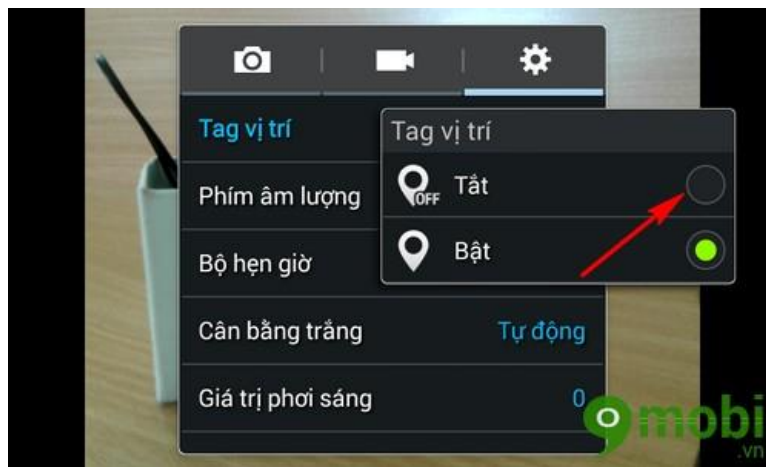 Tag vị trí
Tag vị trí
OFF Tắt
Phím âm lượng
Bật
Bộ hẹn giờ
Cân bằng trắng Tự động
Giá trị phơi sáng 0
9mobi
.vn